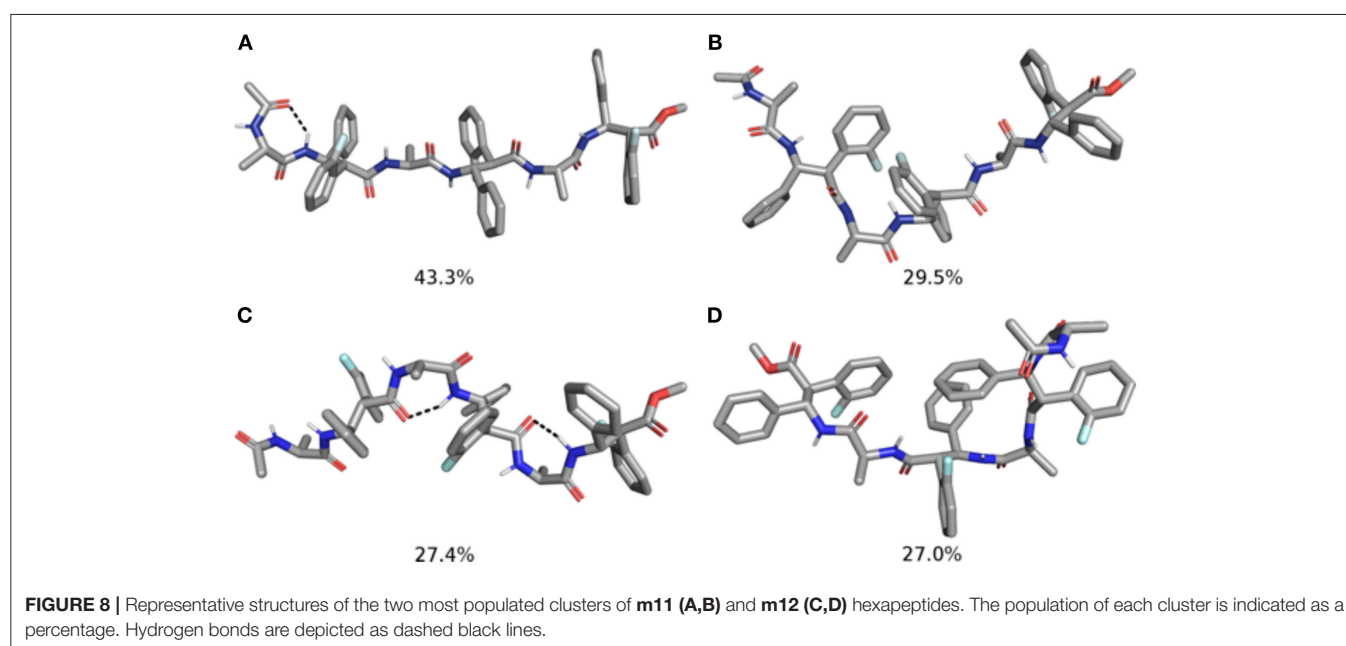 A
B
43.3%
29.5%
C
D
27.4%
27.0%
FIGURE 8 | Representative structures of the two most populated clusters of m11 (A,B) and m12 (C,D) hexapeptides. The population of each cluster is indicated as a
percentage. Hydrogen bonds are depicted as dashed black lines.